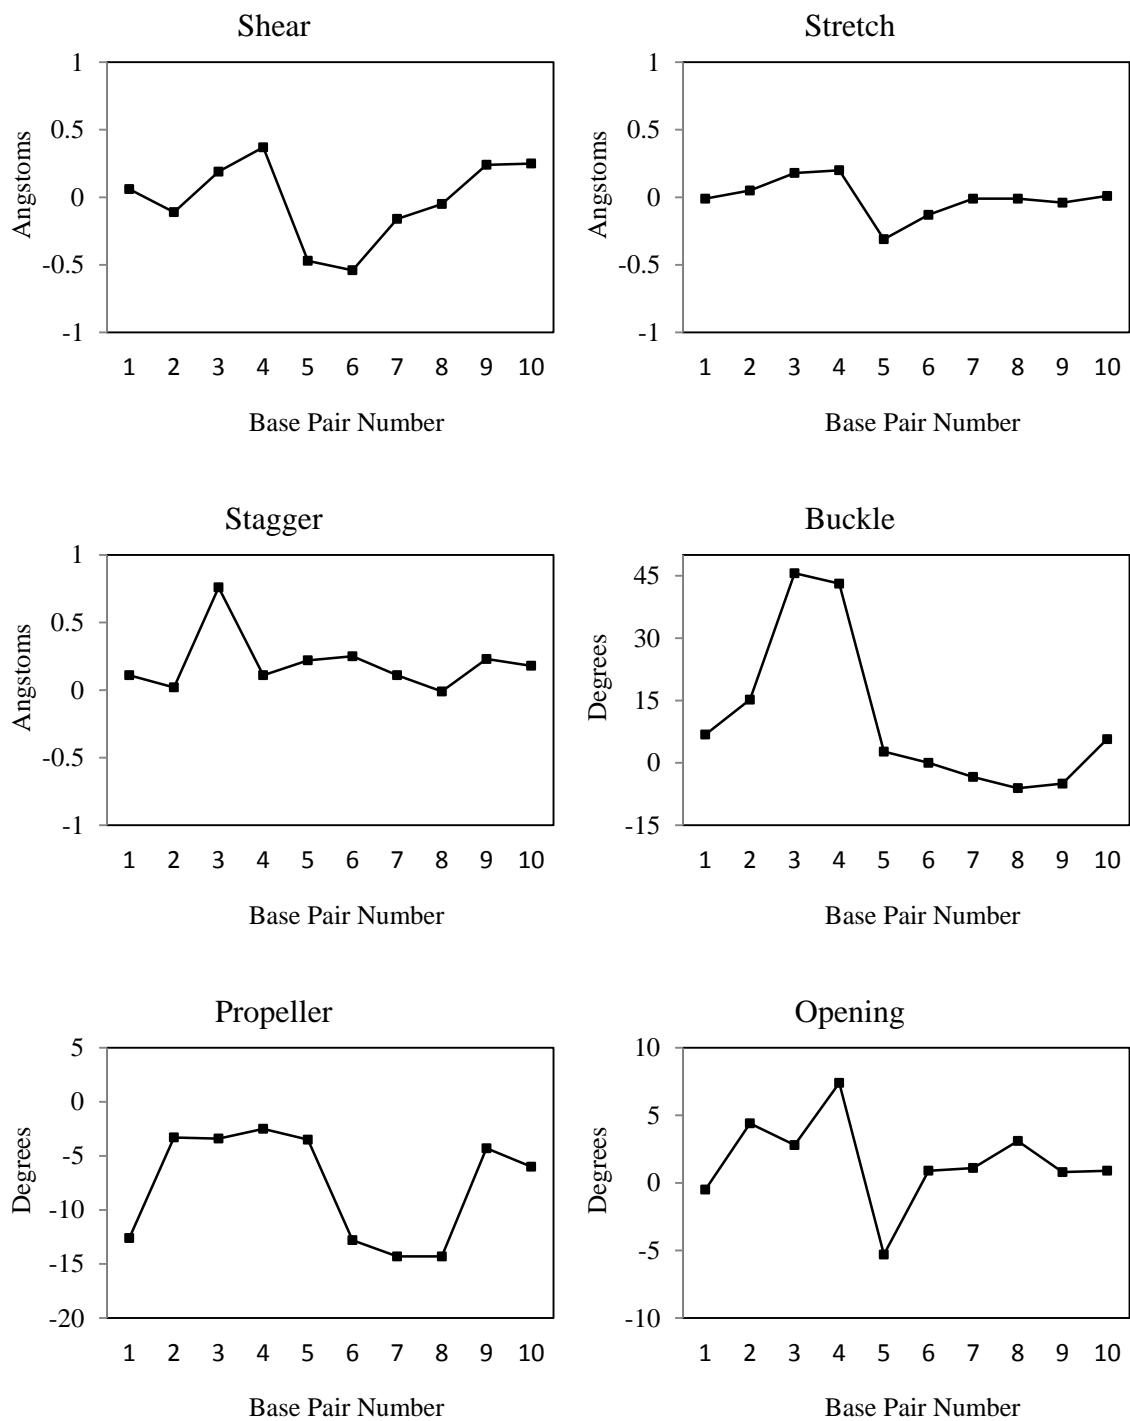 Shear
1
0.5
0
-0.5
-1
Angstoms
1 2 3 4 5 6 7 8 9 10
Base Pair Number
Stretch
1
0.5
0
-0.5
-1
Angstoms
1 2 3 4 5 6 7 8 9 10
Base Pair Number
Stagger
1
0.5
0
-0.5
-1
Angstoms
1 2 3 4 5 6 7 8 9 10
Base Pair Number
Buckle
45
30
15
0
-15
Degrees
1 2 3 4 5 6 7 8 9 10
Base Pair Number
Propeller
5
0
-5
-10
-15
-20
Degrees
1 2 3 4 5 6 7 8 9 10
Base Pair Number
Opening
10
5
0
-5
-10
Degrees
1 2 3 4 5 6 7 8 9 10
Base Pair Number